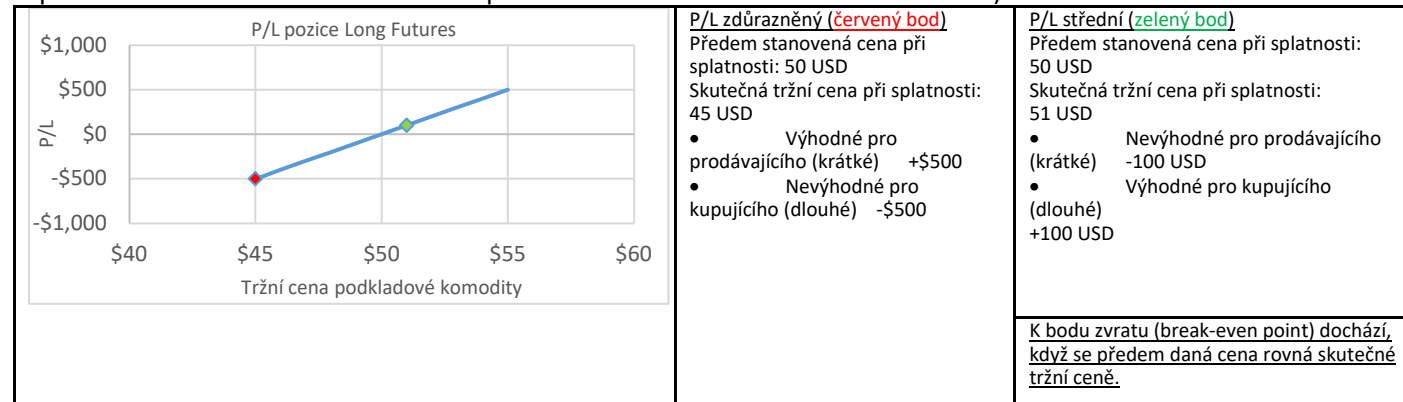 P/L pozice Long Futures
$1,000
$500
$0
-$500
-$1,000
P/L
$40 $45 $50 $55 $60
Tržní cena podkladové komodity
P/L zdůrazněný (červený bod)
Předem stanovená cena při
splatnosti: 50 USD
Skutečná tržní cena při splatnosti:
45 USD
• Výhodné pro
prodávajícího (krátké) +$500
• Nevýhodné pro
kupujícího (dlouhé) -$500
P/L střední (zelený bod)
Předem stanovená cena při splatnosti:
50 USD
Skutečná tržní cena při splatnosti:
51 USD
• Nevýhodné pro prodávajícího
(krátké) -100 USD
• Výhodné pro kupujícího
(dlouhé)
+100 USD
K bodu zvratu (break-even point) dochází,
když se předem daná cena rovná skutečné
tržní ceně.